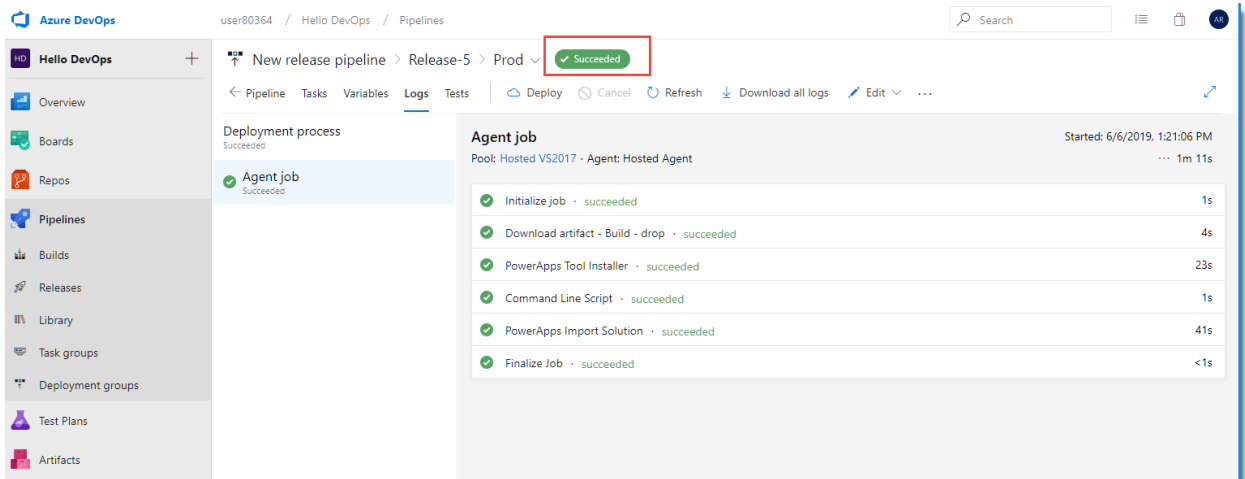 Azure DevOps
user80364 / Hello DevOps / Pipelines
Search
AR
HD Hello DevOps
New release pipeline > Release-5 > Prod
Succeeded
Pipeline Tasks Variables Logs Tests
Deploy Cancel Refresh Download all logs Edit ...
Overview
Boards
Repos
Pipelines
Builds
Releases
Library
Task groups
Deployment groups
Test Plans
Artifacts
Deployment process
Succeeded
Agent job
Succeeded
Agent job
Started: 6/6/2019, 1:21:06 PM
Pool: Hosted VS2017 · Agent: Hosted Agent
··· 1m 11s
Initialize job · succeeded 1s
Download artifact - Build - drop · succeeded 4s
PowerApps Tool Installer · succeeded 23s
Command Line Script · succeeded 1s
PowerApps Import Solution · succeeded 41s
Finalize Job · succeeded <1s